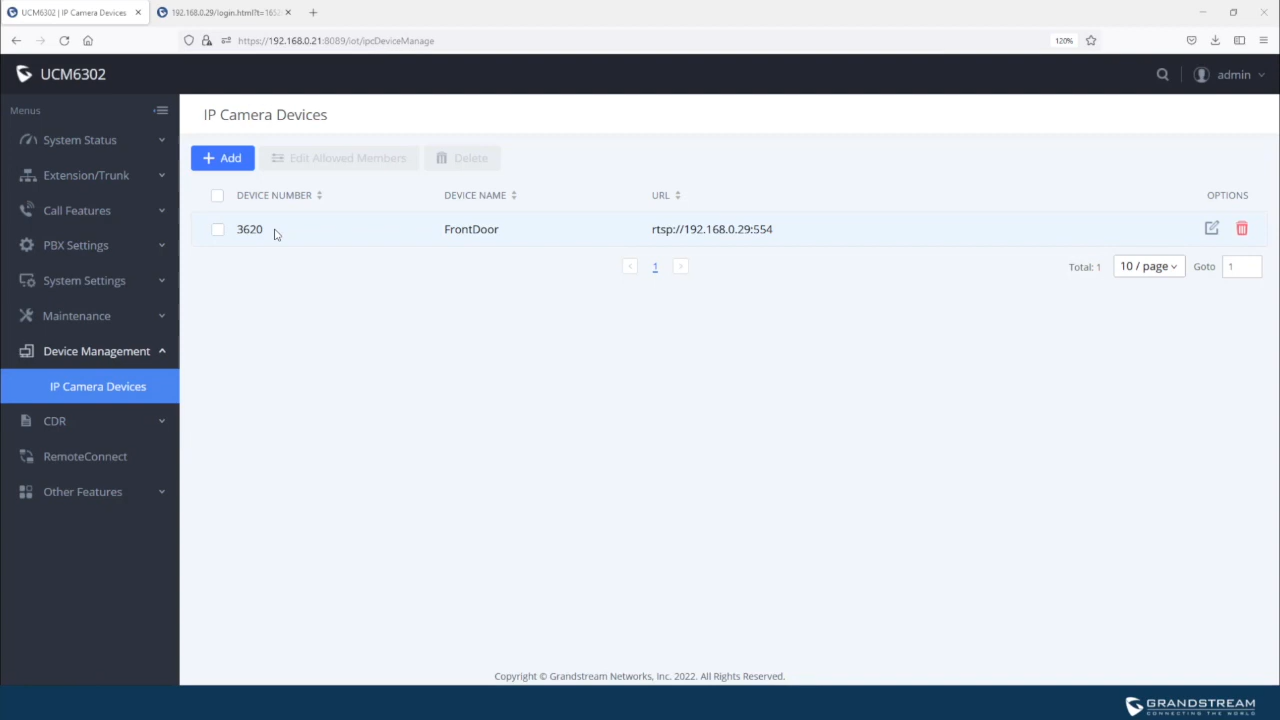 UCM6302 | IP Camera Devices
192.168.0.29/login.html?t=165
https://192.168.0.21:8089/iot/ipcDeviceManage
120%
UCM6302
admin
Menus
System Status
Extension/Trunk
Call Features
PBX Settings
System Settings
Maintenance
Device Management
IP Camera Devices
CDR
RemoteConnect
Other Features
IP Camera Devices
+ Add
Edit Allowed Members
Delete
DEVICE NUMBER DEVICE NAME URL OPTIONS
3620 FrontDoor rtsp://192.168.0.29:554
< 1 > Total: 1 10 / page Goto 1
Copyright © Grandstream Networks, Inc. 2022. All Rights Reserved.
GRANDSTREAM
CONNECTING THE WORLD